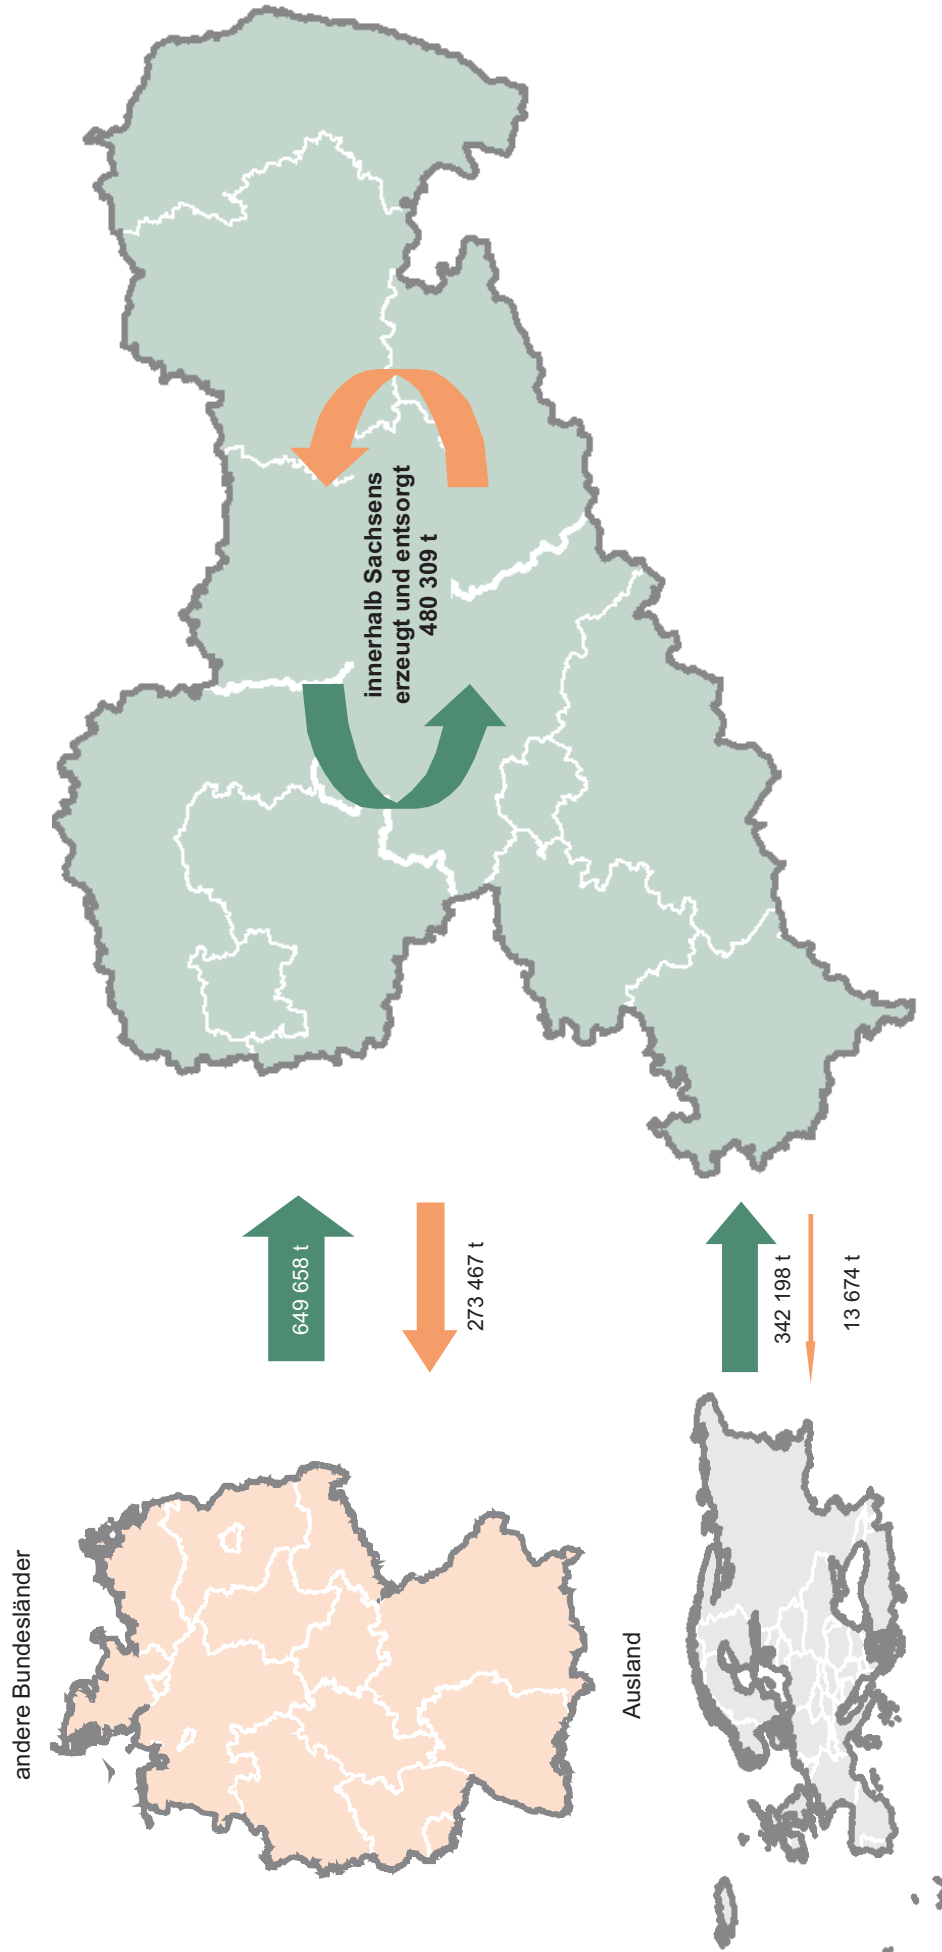 andere Bundesländer
649 658 t
273 467 t
innerhalb Sachsens
erzeugt und entsorgt
480 309 t
Ausland
342 198 t
13 674 t